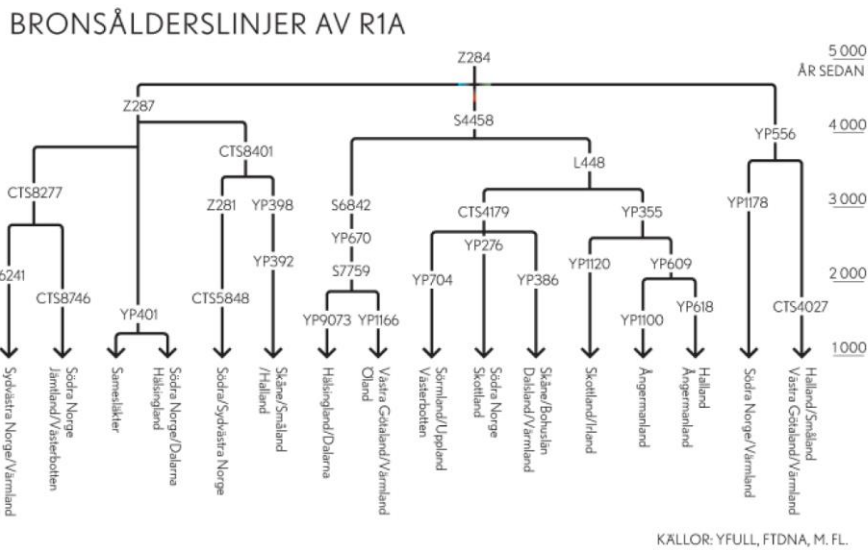 BRONSÅLDERSLINJER AV R1A
Z284
5 000
ÅR SEDAN
Z287
S4458
YP556
4 000
CTS8401
L448
CTS8277
Z281
YP398
S6842
CTS4179
YP355
YP1178
3 000
YP670
YP276
6241
CTS8746
YP392
S7759
YP704
YP386
YP1120
YP609
2 000
CTS5848
YP401
YP9073
YP1166
YP1100
YP618
CTS4027
1 000
Sydvästra Norge/Värmland
Södra Norge
Jämtland/Västerbotten
Samesläkter
Södra Norge/Dalarna
Hälsingland
Södra/Sydvästra Norge
Skåne/Småland
/Halland
Hälsingland/Dalarna
Västra Götaland/Värmland
Öland
Sörmland/Uppland
Västerbotten
Södra Norge
Skottland
Skåne/Bohuslän
Dalsland/Värmland
Skottland/Irland
Ångermanland
Halland
Ångermanland
Södra Norge/Värmland
Halland/Småland
Västra Götaland/Värmland
KÄLLOR: YFULL, FTDNA, M. FL.